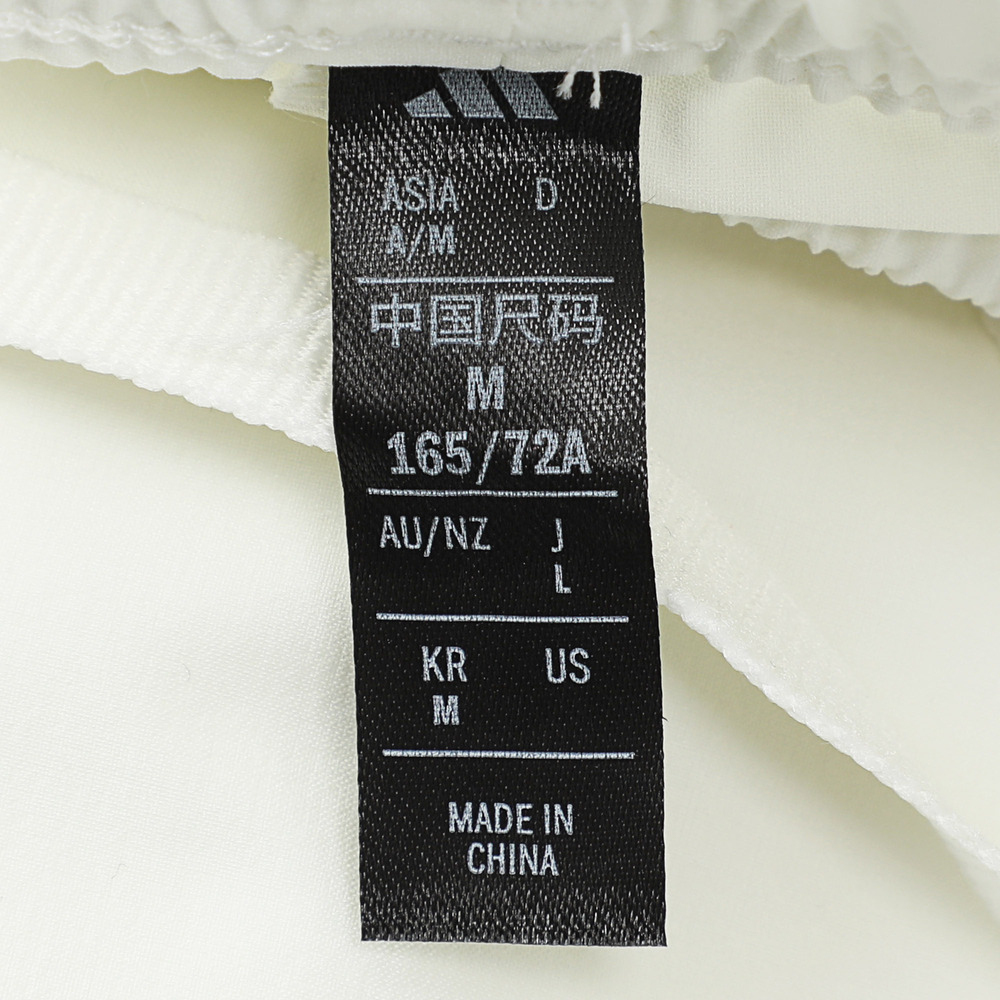 ASIA D
A/M
中国尺码
M
165/72A
AU/NZ J
L
KR US
M
MADE IN
CHINA